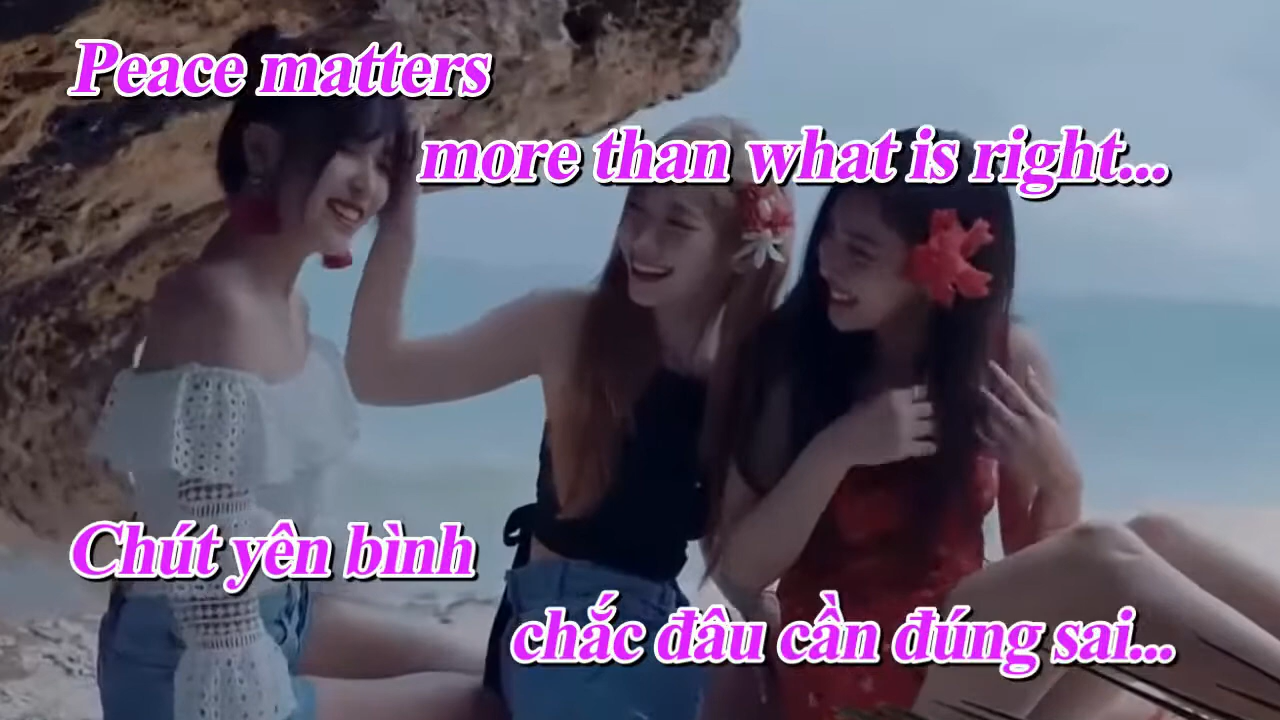 Peace matters
more than what is right...
Chút yên bình
chắc đâu cần đúng sai...